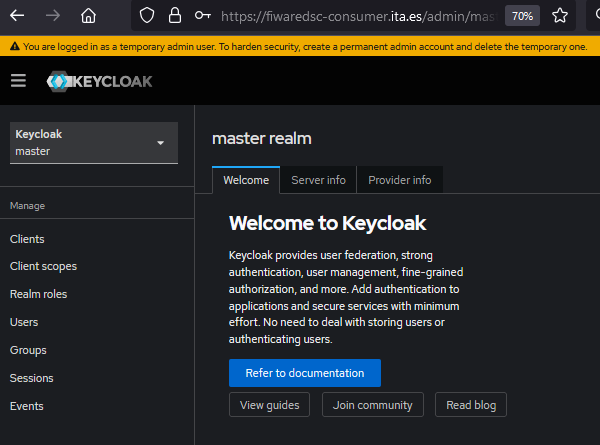 https://fiwaredsc-consumer.ita.es/admin/mas
70%
You are logged in as a temporary admin user. To harden security, create a permanent admin account and delete the temporary one.
KEYCLOAK
Keycloak
master
master realm
Welcome
Server info
Provider info
Manage
Clients
Client scopes
Realm roles
Users
Groups
Sessions
Events
Welcome to Keycloak
Keycloak provides user federation, strong
authentication, user management, fine-grained
authorization, and more. Add authentication to
applications and secure services with minimum
effort. No need to deal with storing users or
authenticating users.
Refer to documentation
View guides
Join community
Read blog